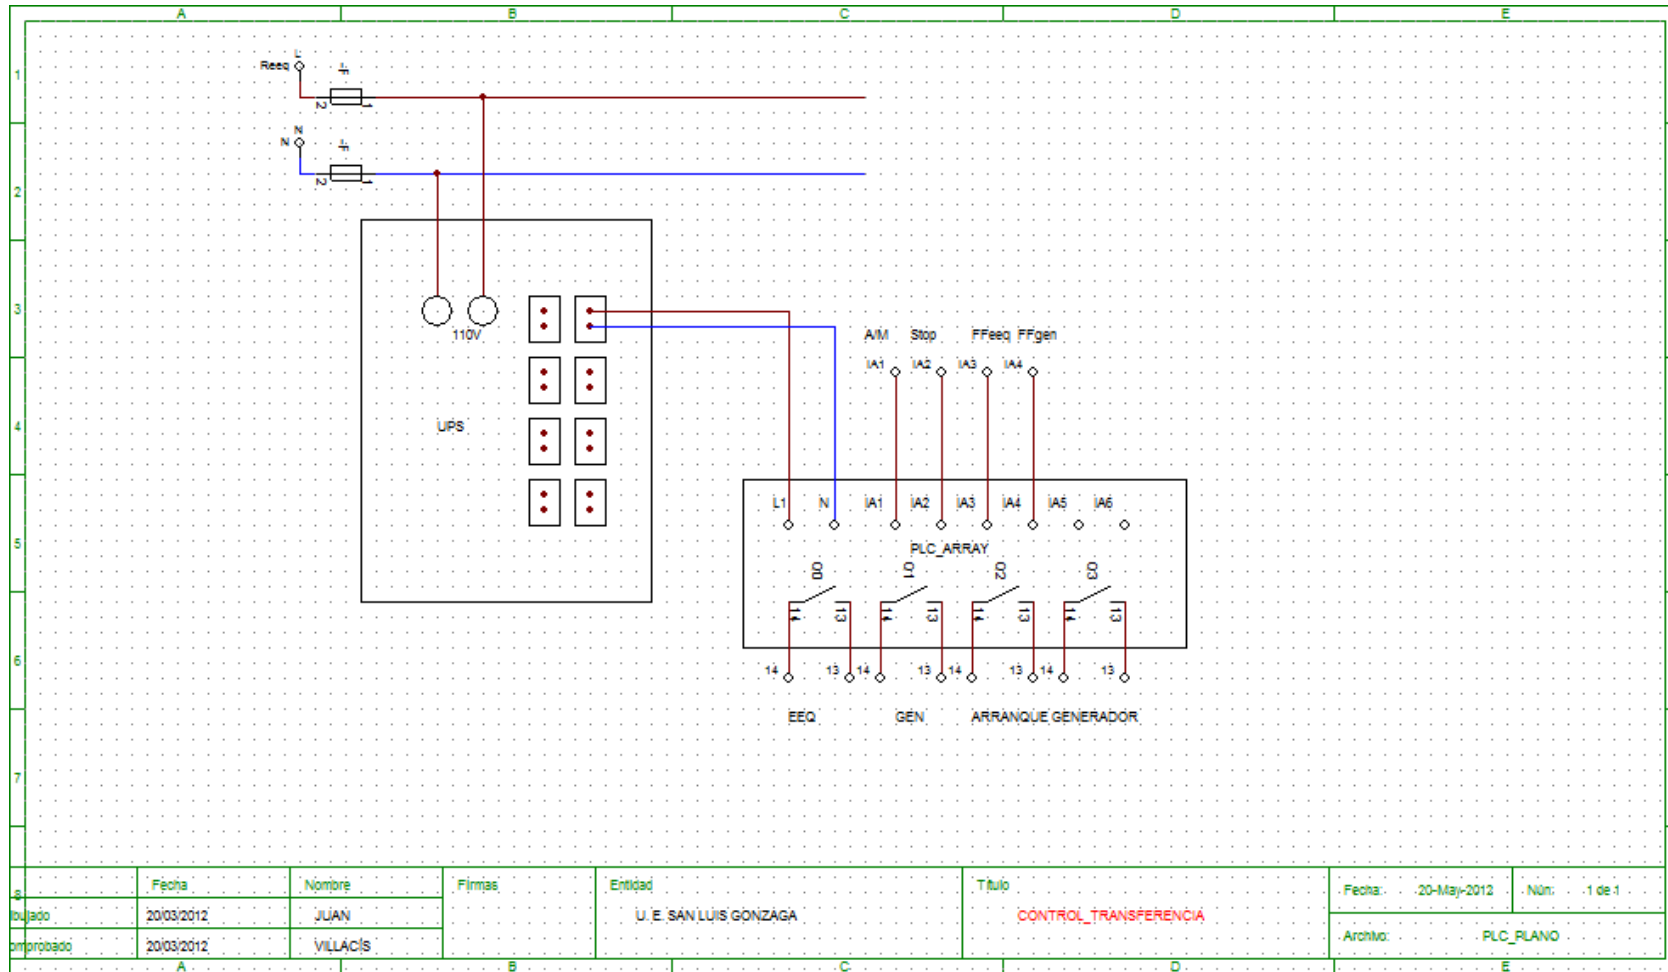 A B C D E
1
L
Reeq
F
2 1
N
N
F
2 1
2
3
110V
A/M Stop FFeeq FFgen
IA1 IA2 IA3 IA4
4
UPS
L1 N IA1 IA2 IA3 IA4 IA5 IA6
5
PLC_ARRAY
Q0 Q1 Q2 Q3
14 13 14 13 14 13 14 13
6
14 13 14 13 14 13 14 13
EEQ GEN ARRANQUE GENERADOR
7
8
Fecha Nombre Firmas Entidad Título
Fecha: 20-May-2012 Núm: 1 de 1
ibujado 20/03/2012 JUAN U. E. SAN LUIS GONZAGA CONTROL_TRANSFERENCIA
omprobado 20/03/2012 VILLACÍS
Archivo: PLC_PLANO
A B C D E